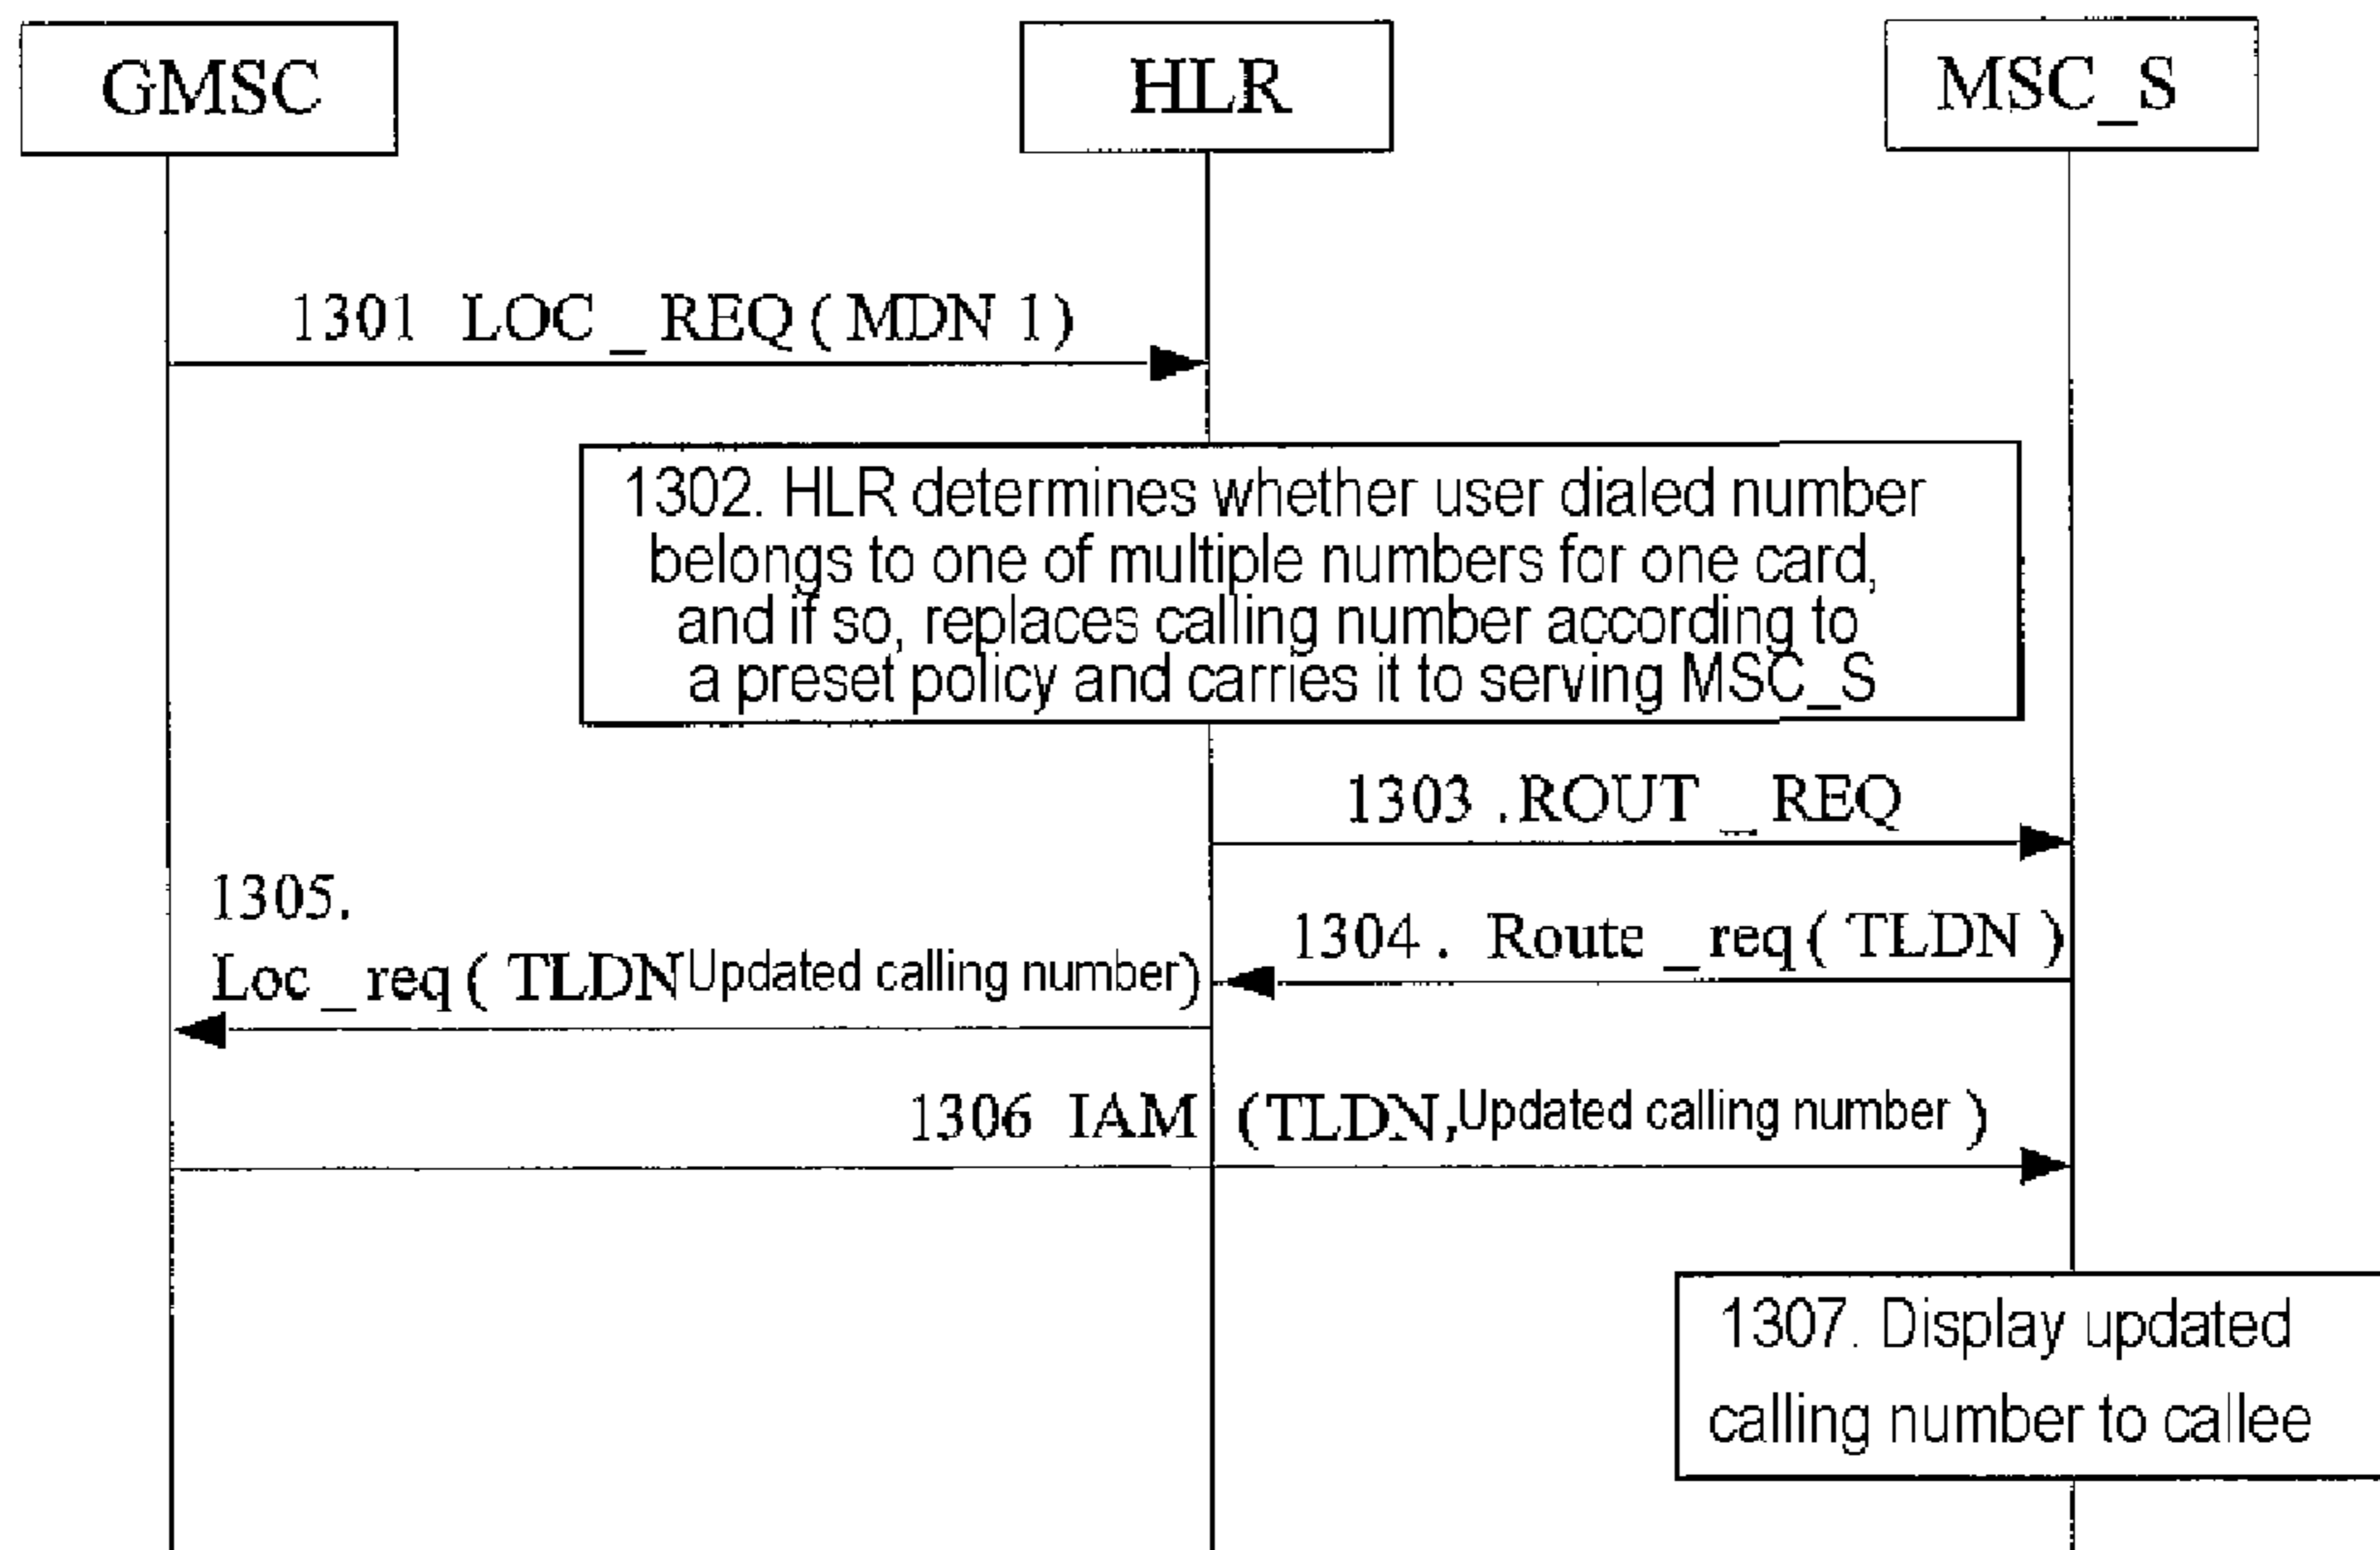 GMSC
HLR
MSC_S
1301 LOC_REQ(MDN 1)
1302. HLR determines whether user dialed number
belongs to one of multiple numbers for one card,
and if so, replaces calling number according to
a preset policy and carries it to serving MSC_S
1303.ROUT_REQ
1304. Route_req(TLDN)
1305.
Loc_req(TLDNUpdated calling number)
1306 IAM (TLDN,Updated calling number)
1307. Display updated
calling number to callee